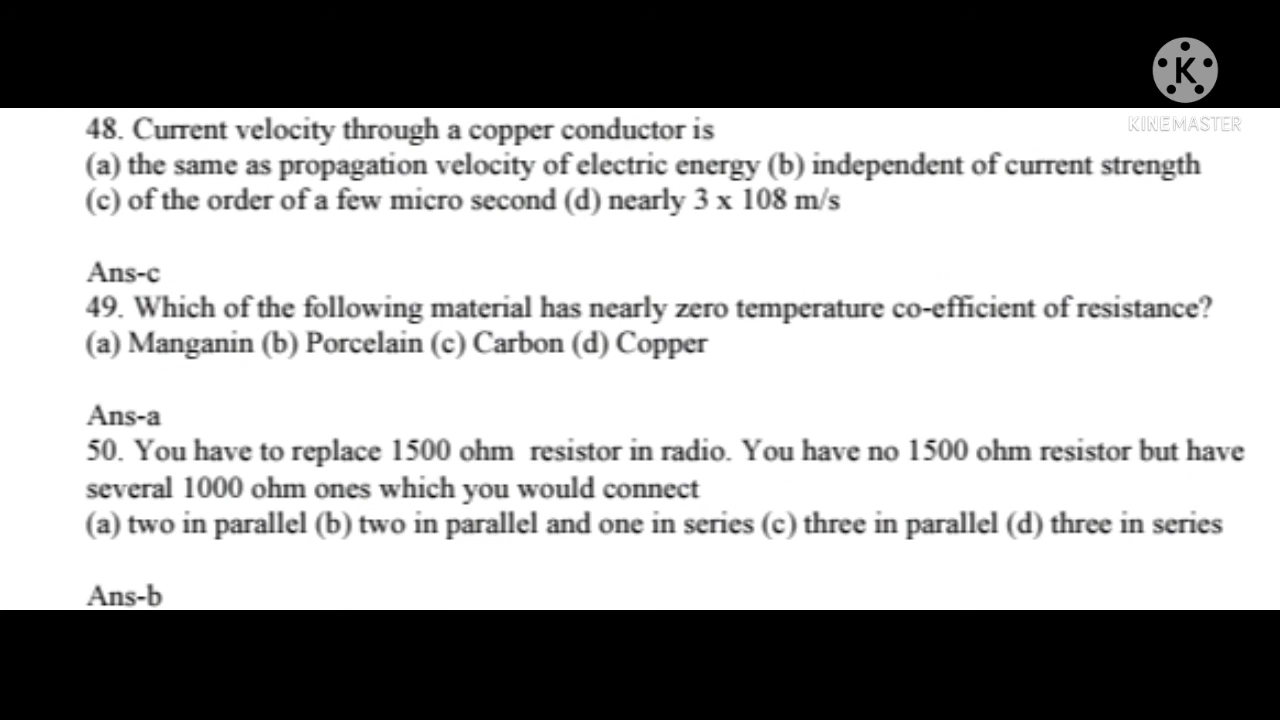 K
KINEMASTER
48. Current velocity through a copper conductor is
(a) the same as propagation velocity of electric energy (b) independent of current strength
(c) of the order of a few micro second (d) nearly 3 x 108 m/s
Ans-c
49. Which of the following material has nearly zero temperature co-efficient of resistance?
(a) Manganin (b) Porcelain (c) Carbon (d) Copper
Ans-a
50. You have to replace 1500 ohm resistor in radio. You have no 1500 ohm resistor but have
several 1000 ohm ones which you would connect
(a) two in parallel (b) two in parallel and one in series (c) three in parallel (d) three in series
Ans-b